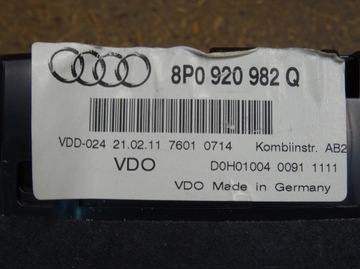 8P0 920 982 Q
VDD-024 21.02.11 7601 0714 Kombiinstr. AB2
VDO D0H01004 0091 1111
VDO Made in Germany